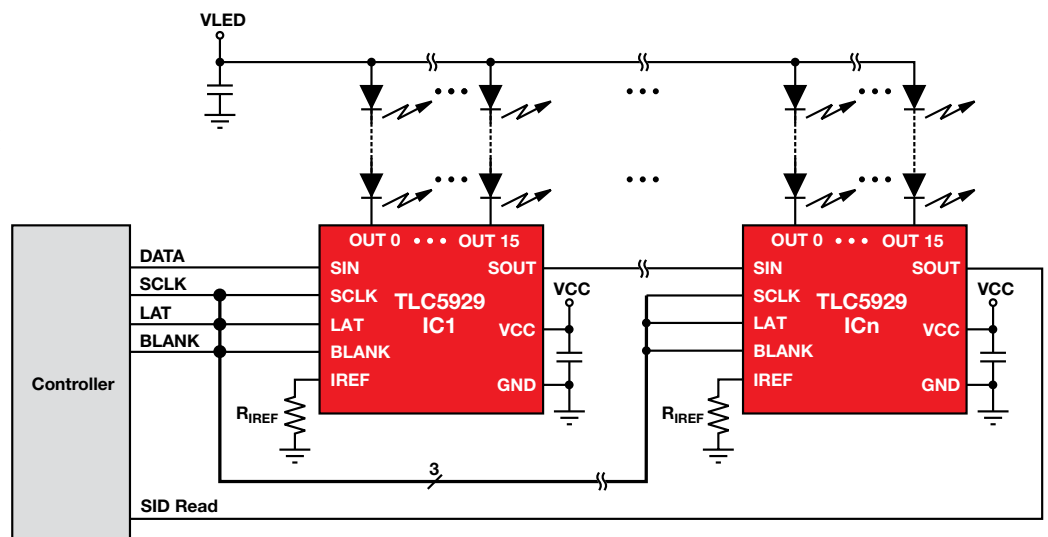 VLED
OUT 0 • • • OUT 15
OUT 0 • • • OUT 15
DATA
SIN
SOUT
SIN
SOUT
SCLK
SCLK
TLC5929
IC1
VCC
SCLK
TLC5929
ICn
VCC
LAT
LAT
VCC
LAT
VCC
BLANK
BLANK
BLANK
Controller
IREF
GND
IREF
GND
RIREF
RIREF
3
SID Read